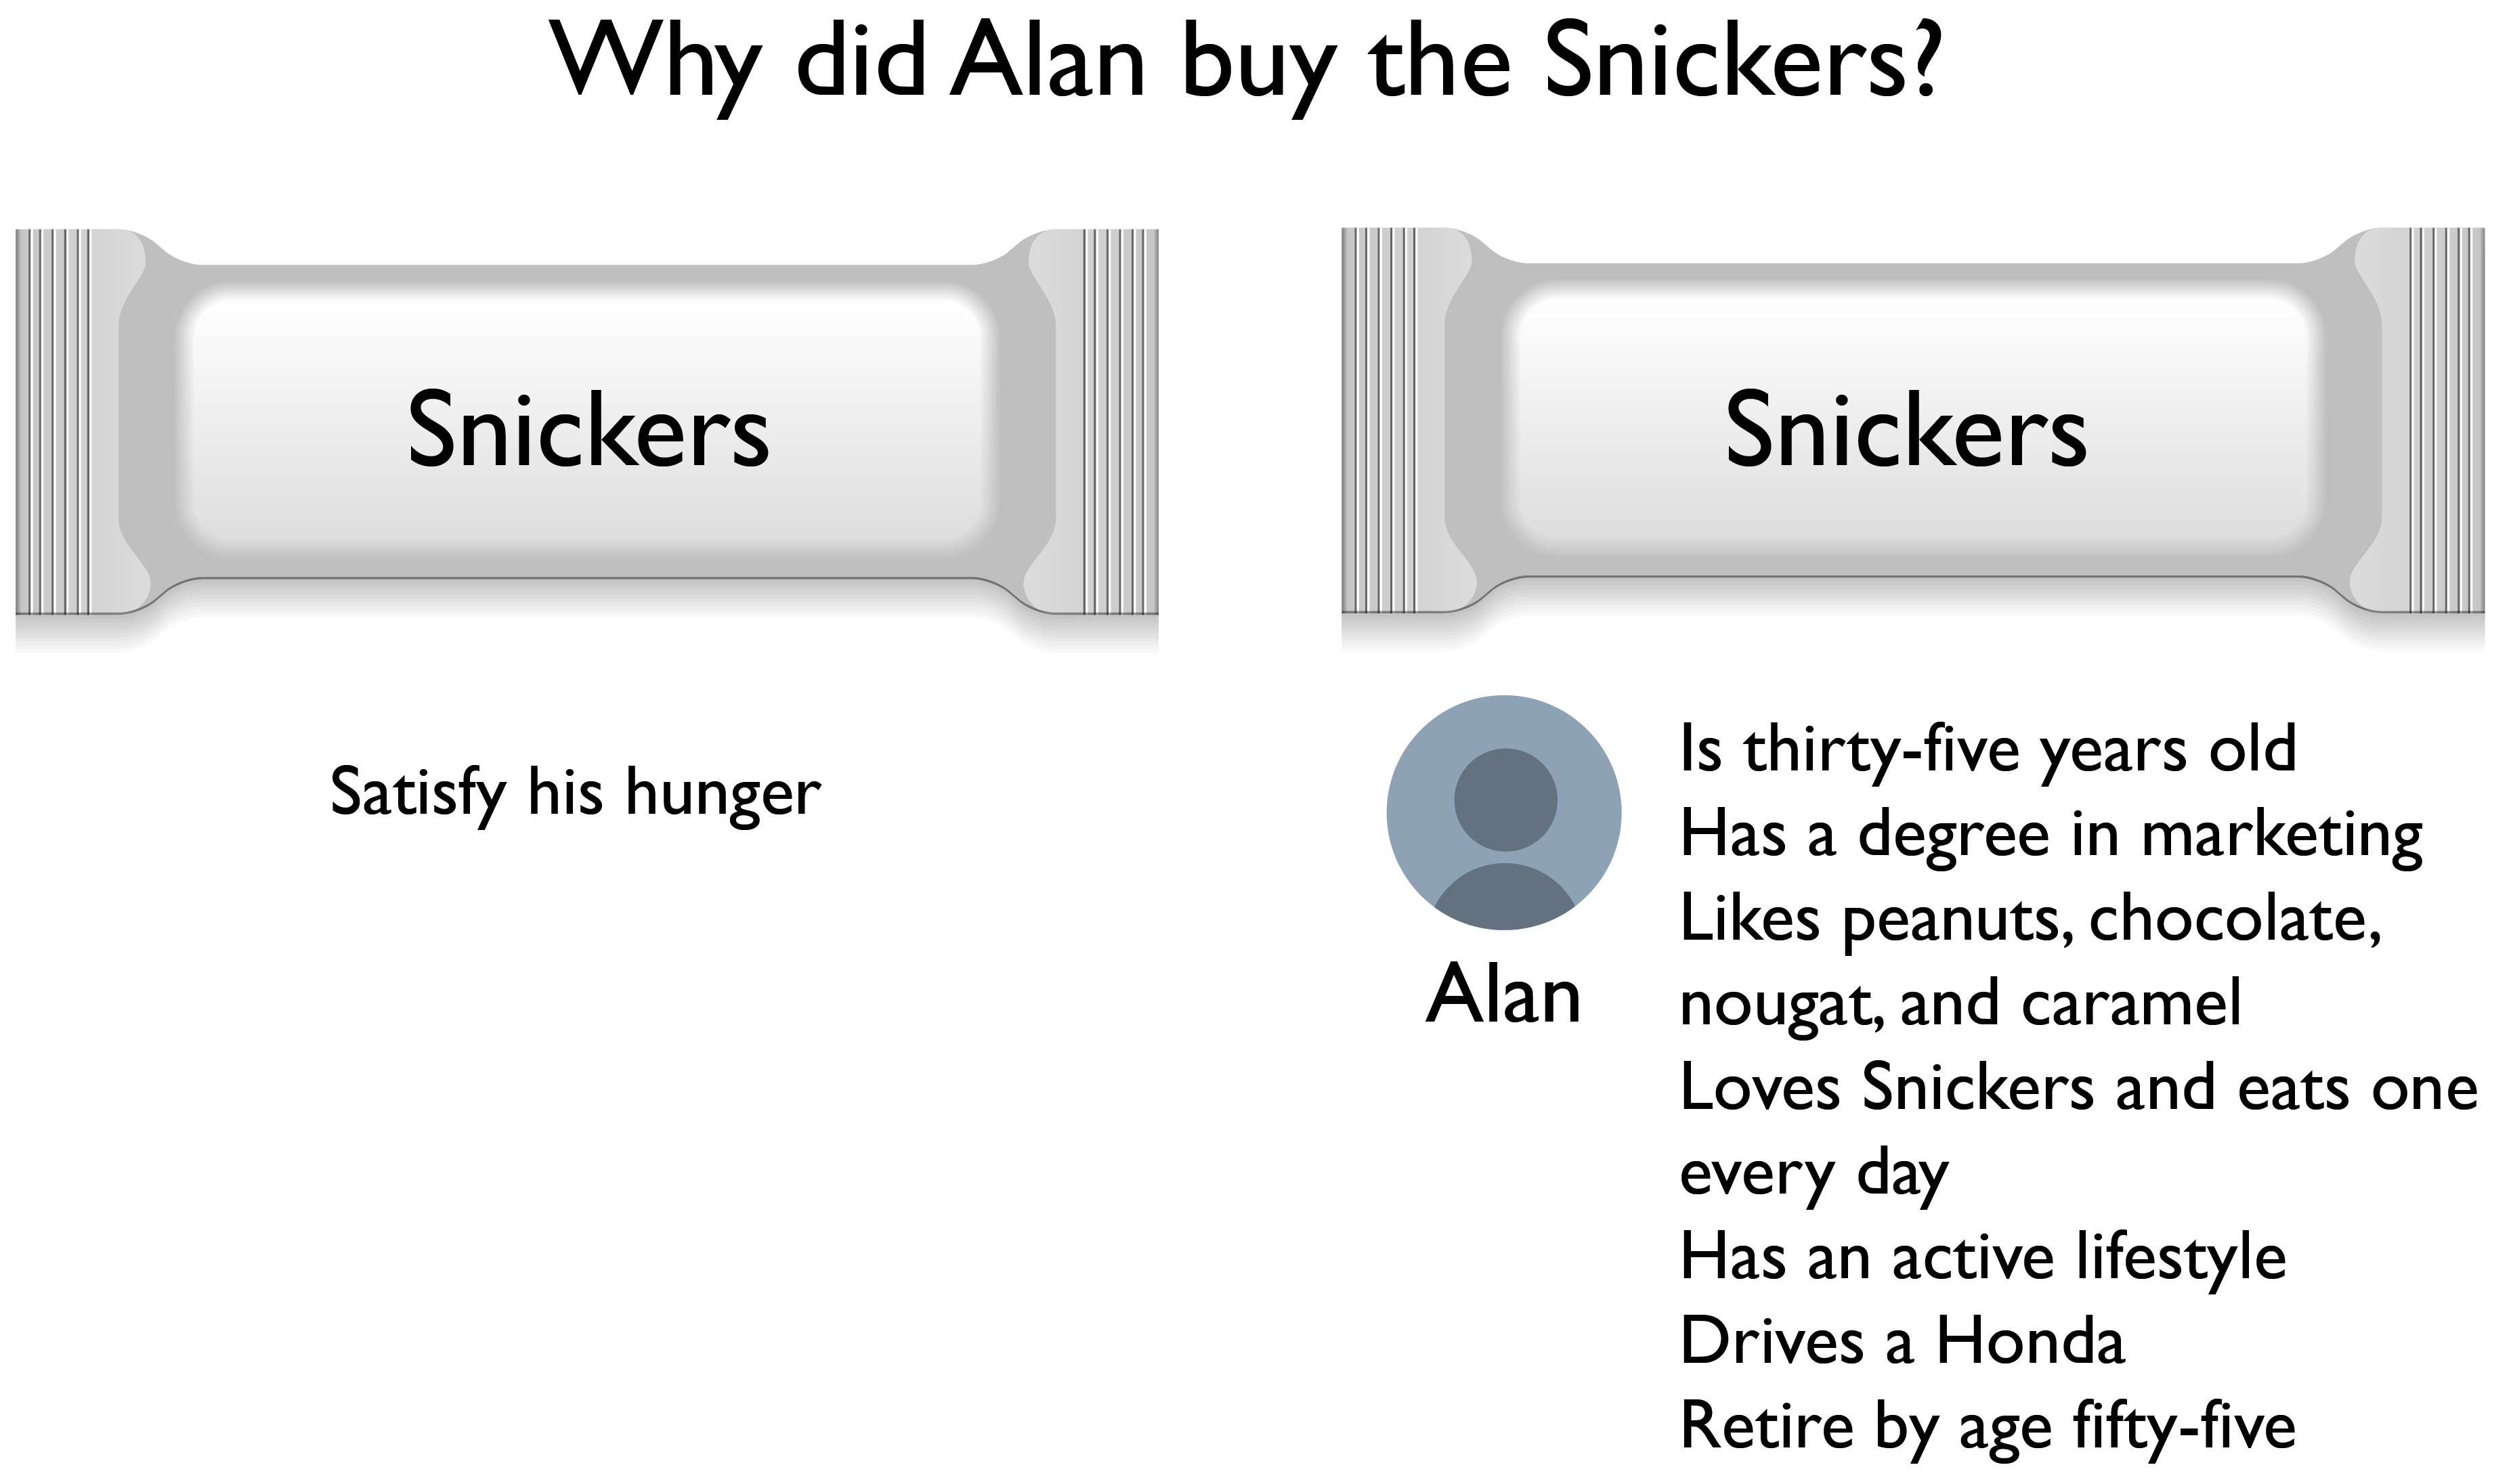 Why did Alan buy the Snickers?
Snickers
Snickers
Satisfy his hunger
Alan
Is thirty-five years old
Has a degree in marketing
Likes peanuts, chocolate,
nougat, and caramel
Loves Snickers and eats one
every day
Has an active lifestyle
Drives a Honda
Retire by age fifty-five